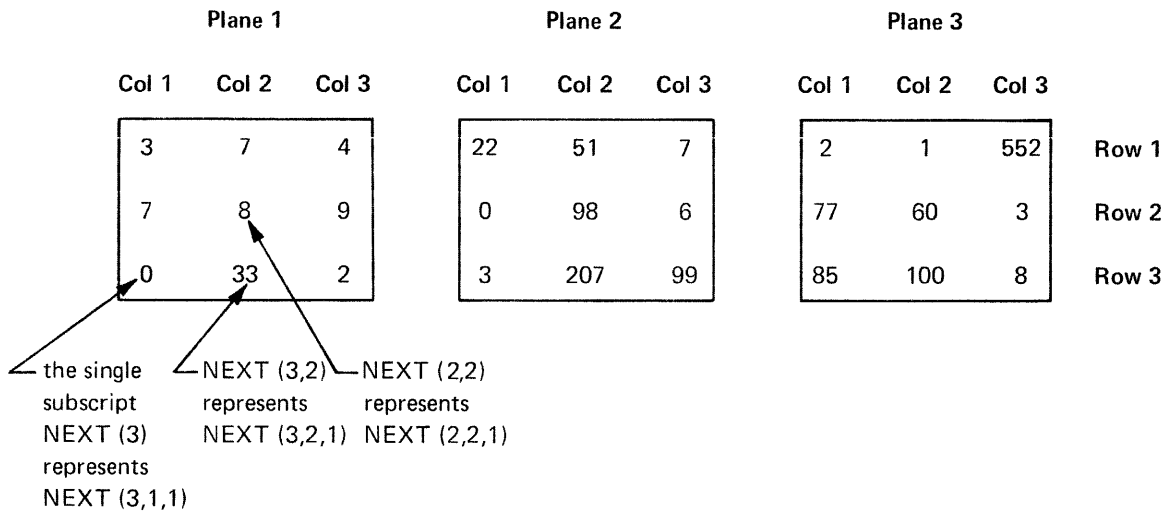 Plane 1 Plane 2 Plane 3
Col 1 Col 2 Col 3 Col 1 Col 2 Col 3 Col 1 Col 2 Col 3
3 7 4 22 51 7 2 1 552 Row 1
7 8 9 0 98 6 77 60 3 Row 2
0 33 2 3 207 99 85 100 8 Row 3
the single
subscript
NEXT (3)
represents
NEXT (3,1,1)
NEXT (3,2)
represents
NEXT (3,2,1)
NEXT (2,2)
represents
NEXT (2,2,1)